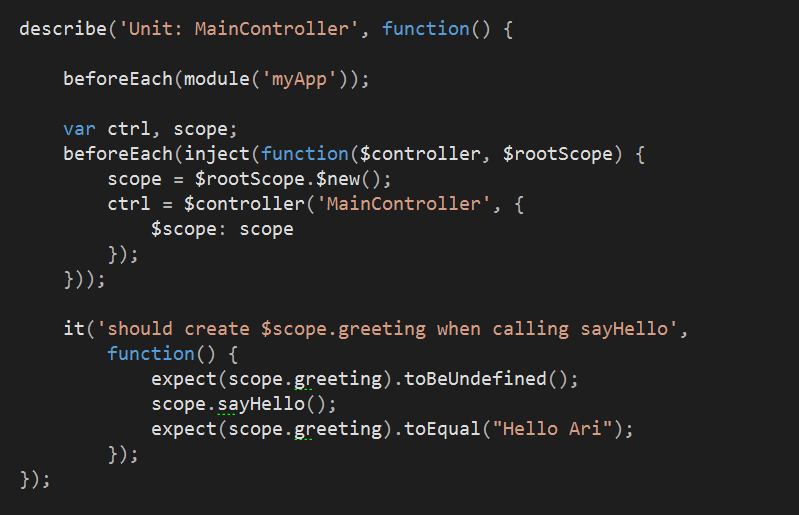 describe('Unit: MainController', function() {
beforeEach(module('myApp'));
var ctrl, scope;
beforeEach(inject(function($controller, $rootScope) {
scope = $rootScope.$new();
ctrl = $controller('MainController', {
$scope: scope
});
}));
it('should create $scope.greeting when calling sayHello',
function() {
expect(scope.greeting).toBeUndefined();
scope.sayHello();
expect(scope.greeting).toEqual("Hello Ari");
});
});